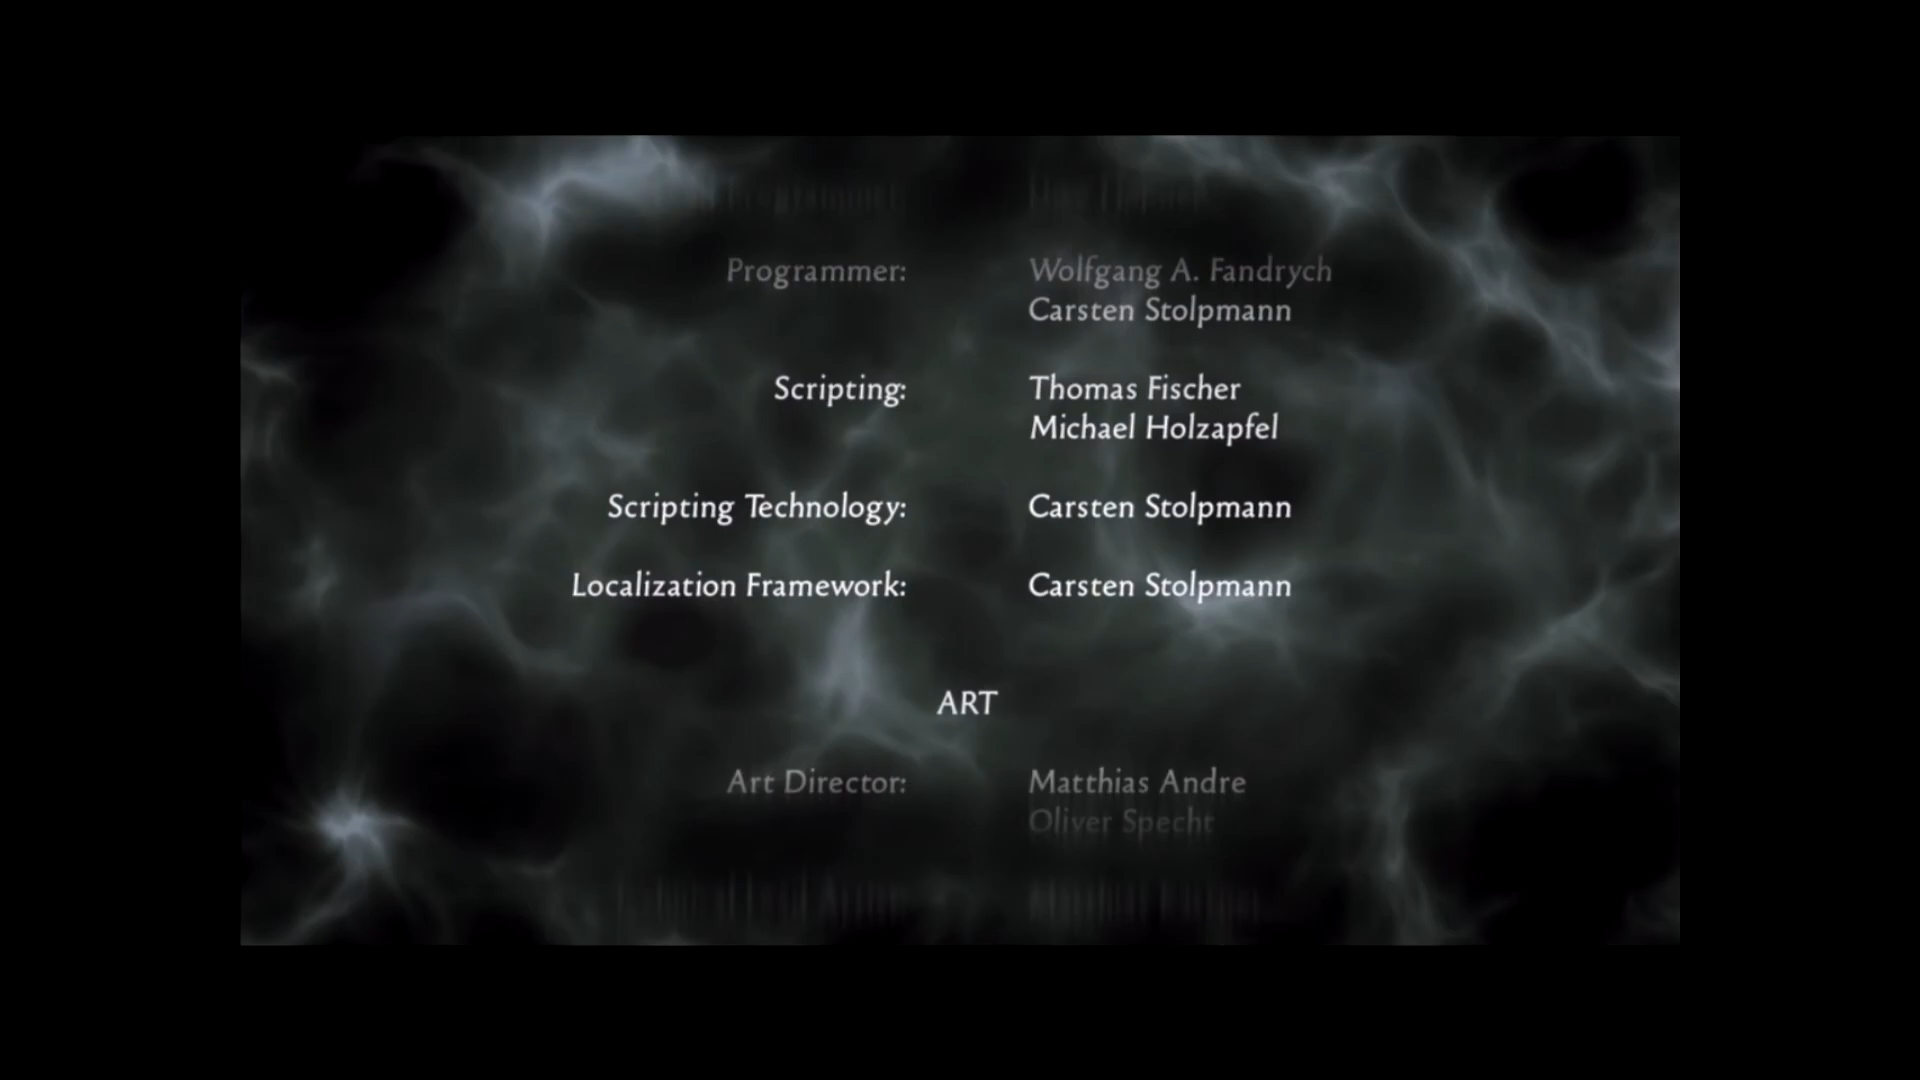 Programmer: Wolfgang A. Fandrych
Carsten Stolpmann
Scripting: Thomas Fischer
Michael Holzapfel
Scripting Technology: Carsten Stolpmann
Localization Framework: Carsten Stolpmann
ART
Art Director: Matthias Andre
Oliver Specht